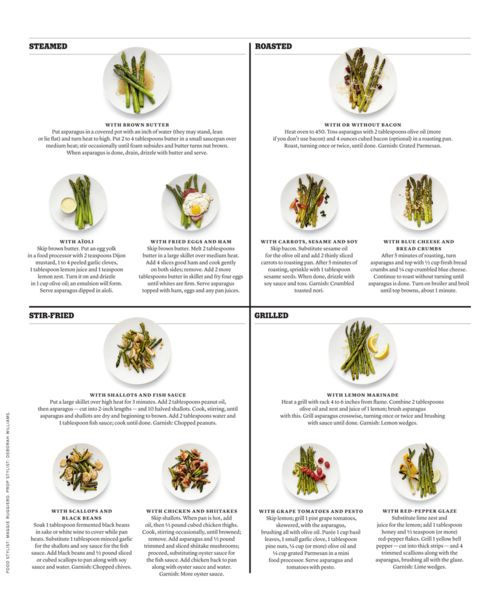 STEAMED
WITH BROWN BUTTER
Put asparagus in a covered pot with an inch of water (they may stand, lean
or lie flat) and turn heat to high. Put 2 to 4 tablespoons butter in a small saucepan over
medium heat; stir occasionally until foam subsides and butter turns nut brown.
When asparagus is done, drain, drizzle with butter and serve.
WITH AÏOLI
Skip brown butter. Put an egg yolk
in a food processor with 2 teaspoons Dijon
mustard, 1 to 4 peeled garlic cloves,
1 tablespoon lemon juice and 1 teaspoon
lemon zest. Turn it on and drizzle
in 1 cup olive oil; an emulsion will form.
Serve asparagus dipped in aïoli.
WITH FRIED EGGS AND HAM
Skip brown butter. Melt 2 tablespoons
butter in a large skillet over medium heat.
Add 4 slices good ham and cook gently
on both sides; remove. Add 2 more
tablespoons butter to skillet and fry four eggs
until whites are firm. Serve asparagus
topped with ham, eggs and any pan juices.
ROASTED
WITH OR WITHOUT BACON
Heat oven to 450. Toss asparagus with 2 tablespoons olive oil (more
if you don't use bacon) and 4 ounces cubed bacon (optional) in a roasting pan.
Roast, turning once or twice, until done. Garnish: Grated Parmesan.
WITH CARROTS, SESAME AND SOY
Skip bacon. Substitute sesame oil
for the olive oil and add 2 thinly sliced
carrots to roasting pan. After 5 minutes of
roasting, sprinkle with 1 tablespoon
sesame seeds. When done, drizzle with
soy sauce and toss. Garnish: Crumbled
toasted nori.
WITH BLUE CHEESE AND
BREAD CRUMBS
After 5 minutes of roasting, turn
asparagus and top with ½ cup fresh bread
crumbs and ¼ cup crumbled blue cheese.
Continue to roast without turning until
asparagus is done. Turn on broiler and broil
until top browns, about 1 minute.
STIR-FRIED
WITH SHALLOTS AND FISH SAUCE
Put a large skillet over high heat for 3 minutes. Add 2 tablespoons peanut oil,
then asparagus — cut into 2-inch lengths — and 10 halved shallots. Cook, stirring, until
asparagus and shallots are dry and beginning to brown. Add 2 tablespoons water and
1 tablespoon fish sauce; cook until done. Garnish: Chopped peanuts.
WITH SCALLOPS AND
BLACK BEANS
Soak 1 tablespoon fermented black beans
in sake or white wine to cover while pan
heats. Substitute 1 tablespoon minced garlic
for the shallots and soy sauce for the fish
sauce. Add black beans and ½ pound sliced
or cubed scallops to pan along with soy
sauce and water. Garnish: Chopped chives.
WITH CHICKEN AND SHIITAKES
Skip shallots. When pan is hot, add
oil, then ½ pound cubed chicken thighs.
Cook, stirring occasionally, until browned;
remove. Add asparagus and ½ pound
trimmed and sliced shiitake mushrooms;
proceed, substituting oyster sauce for
the fish sauce. Add chicken back to pan
along with oyster sauce and water.
Garnish: More oyster sauce.
GRILLED
WITH LEMON MARINADE
Heat a grill with rack 4 to 6 inches from flame. Combine 2 tablespoons
olive oil and zest and juice of 1 lemon; brush asparagus
with this. Grill asparagus crosswise, turning once or twice and brushing
with sauce until done. Garnish: Lemon wedges.
WITH GRAPE TOMATOES AND PESTO
Skip lemon; grill 1 pint grape tomatoes,
skewered, with the asparagus,
brushing all with olive oil. Purée 1 cup basil
leaves, 1 small garlic clove, 1 tablespoon
pine nuts, ¼ cup (or more) olive oil and
¼ cup grated Parmesan in a mini
food processor. Serve asparagus and
tomatoes with pesto.
WITH RED-PEPPER GLAZE
Substitute lime zest and
juice for the lemon; add 1 tablespoon
honey and ½ teaspoon (or more)
red-pepper flakes. Grill 1 yellow bell
pepper — cut into thick strips — and 4
trimmed scallions along with the
asparagus, brushing all with the glaze.
Garnish: Lime wedges.
FOOD STYLIST: MAGGIE RUGGIERO. PROP STYLIST: DEBORAH WILLIAMS.